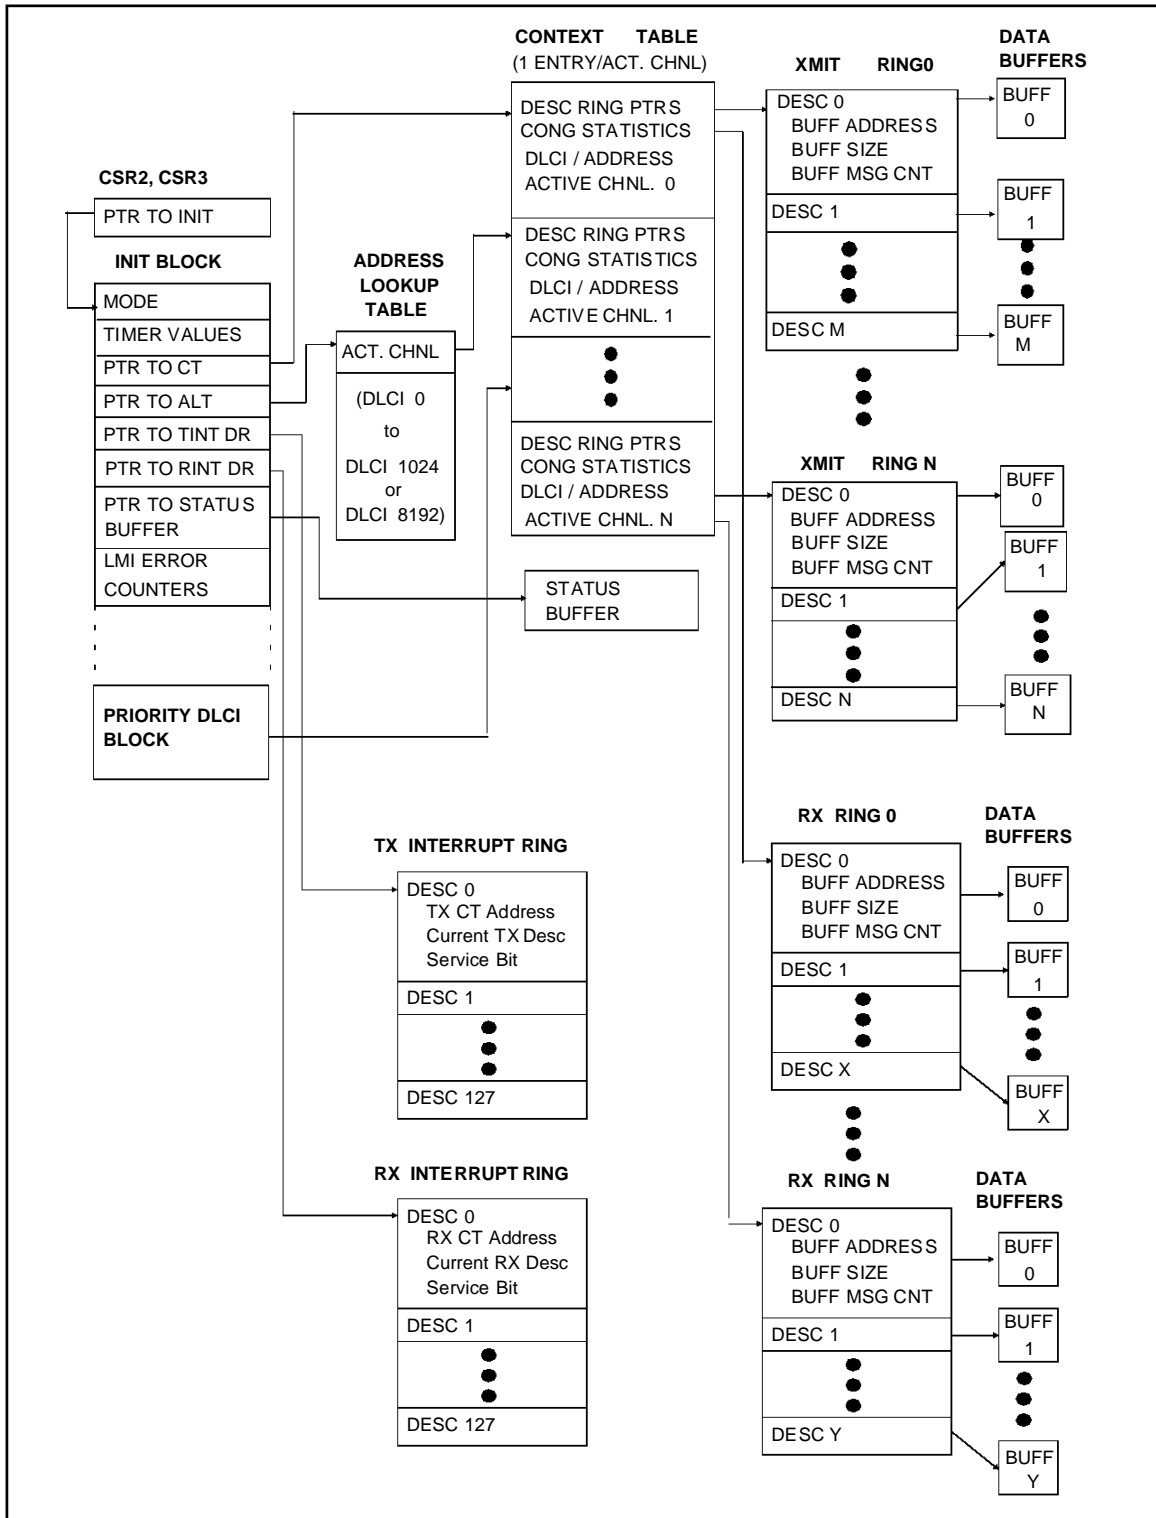 CSR2, CSR3
PTR TO INIT
INIT BLOCK
MODE
TIMER VALUES
PTR TO CT
PTR TO ALT
PTR TO TINT DR
PTR TO RINT DR
PTR TO STATUS
BUFFER
LMI ERROR
COUNTERS
PRIORITY DLCI
BLOCK
ADDRESS
LOOKUP
TABLE
ACT. CHNL
(DLCI 0
to
DLCI 1024
or
DLCI 8192)
CONTEXT TABLE
(1 ENTRY/ACT. CHNL)
DESC RING PTRS
CONG STATISTICS
DLCI / ADDRESS
ACTIVE CHNL. 0
DESC RING PTRS
CONG STATISTICS
DLCI / ADDRESS
ACTIVE CHNL. 1
DESC RING PTRS
CONG STATISTICS
DLCI / ADDRESS
ACTIVE CHNL. N
STATUS
BUFFER
TX INTERRUPT RING
DESC 0
TX CT Address
Current TX Desc
Service Bit
DESC 1
DESC 127
RX INTERRUPT RING
DESC 0
RX CT Address
Current RX Desc
Service Bit
DESC 1
DESC 127
XMIT RING0
DESC 0
BUFF ADDRESS
BUFF SIZE
BUFF MSG CNT
DESC 1
DESC M
DATA
BUFFERS
BUFF
0
BUFF
1
BUFF
M
XMIT RING N
DESC 0
BUFF ADDRESS
BUFF SIZE
BUFF MSG CNT
DESC 1
DESC N
BUFF
0
BUFF
1
BUFF
N
RX RING 0
DESC 0
BUFF ADDRESS
BUFF SIZE
BUFF MSG CNT
DESC 1
DESC X
DATA
BUFFERS
BUFF
0
BUFF
1
BUFF
X
RX RING N
DESC 0
BUFF ADDRESS
BUFF SIZE
BUFF MSG CNT
DESC 1
DESC Y
DATA
BUFFERS
BUFF
0
BUFF
1
BUFF
Y